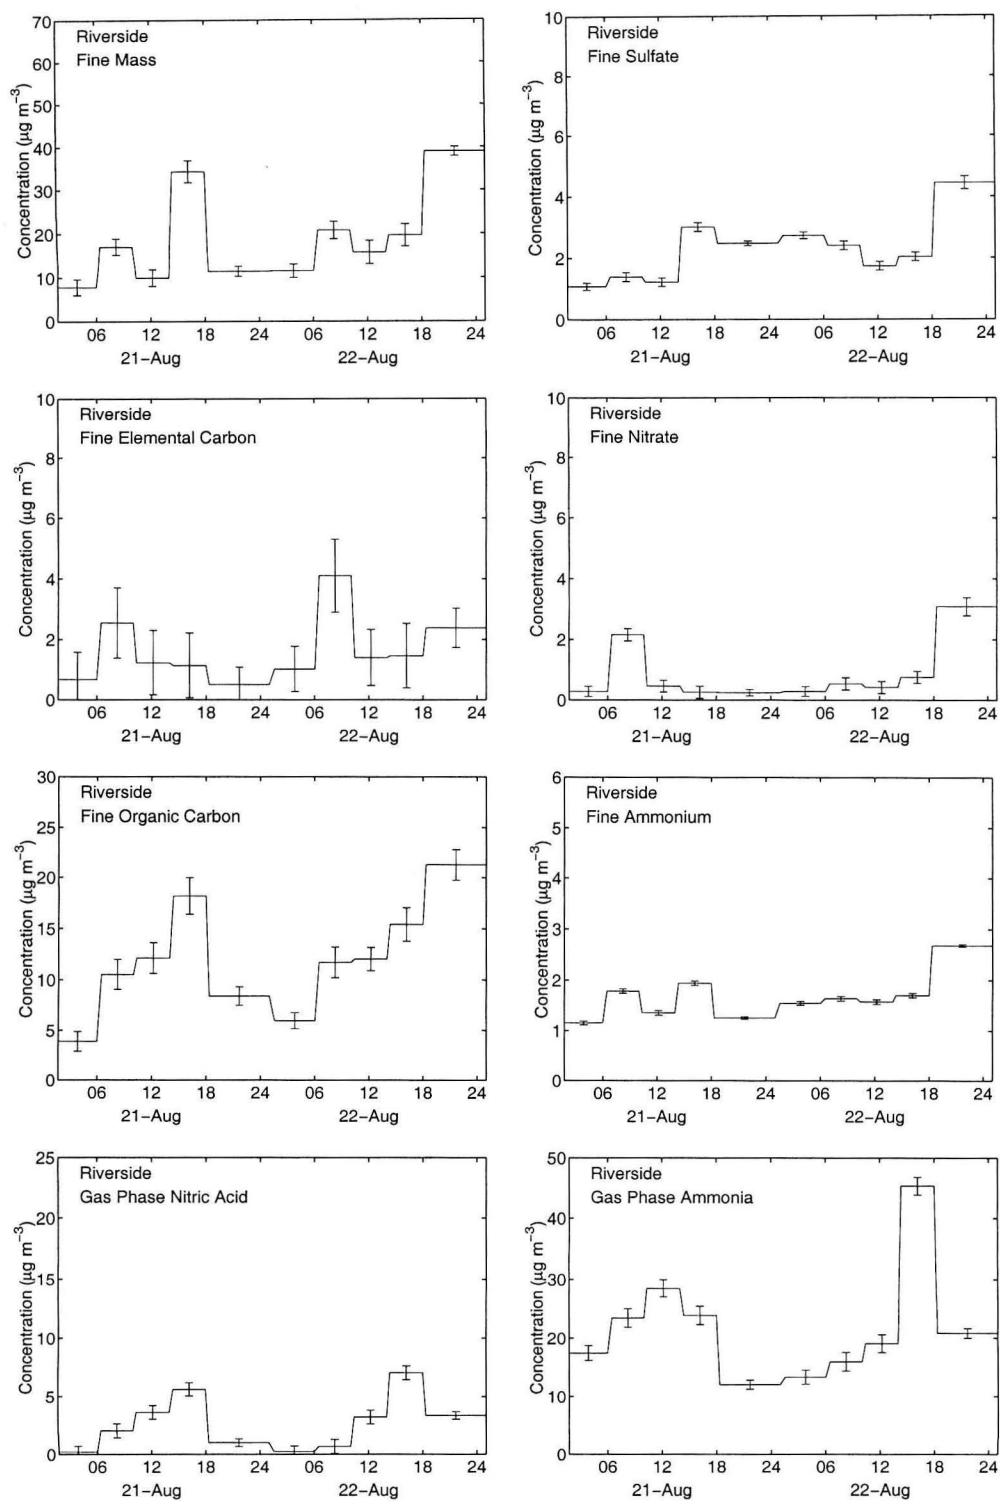 70
60
50
40
30
20
10
0
Concentration (μg m−3)
Riverside
Fine Mass
06 12 18 24 06 12 18 24
21−Aug 22−Aug
10
8
6
4
2
0
Concentration (μg m−3)
Riverside
Fine Sulfate
06 12 18 24 06 12 18 24
21−Aug 22−Aug
10
8
6
4
2
0
Concentration (μg m−3)
Riverside
Fine Elemental Carbon
06 12 18 24 06 12 18 24
21−Aug 22−Aug
10
8
6
4
2
0
Concentration (μg m−3)
Riverside
Fine Nitrate
06 12 18 24 06 12 18 24
21−Aug 22−Aug
30
25
20
15
10
5
0
Concentration (μg m−3)
Riverside
Fine Organic Carbon
06 12 18 24 06 12 18 24
21−Aug 22−Aug
6
5
4
3
2
1
0
Concentration (μg m−3)
Riverside
Fine Ammonium
06 12 18 24 06 12 18 24
21−Aug 22−Aug
25
20
15
10
5
0
Concentration (μg m−3)
Riverside
Gas Phase Nitric Acid
06 12 18 24 06 12 18 24
21−Aug 22−Aug
50
40
30
20
10
0
Concentration (μg m−3)
Riverside
Gas Phase Ammonia
06 12 18 24 06 12 18 24
21−Aug 22−Aug